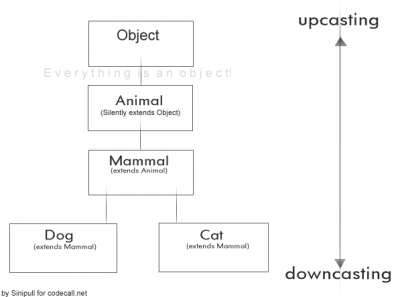 Object
upcasting
Everything is an object!
Animal
(Silently extends Object)
Mammal
(extends Animal)
Dog
(extends Mammal)
Cat
(extends Mammal)
downcasting
by Sinipull for codecall.net